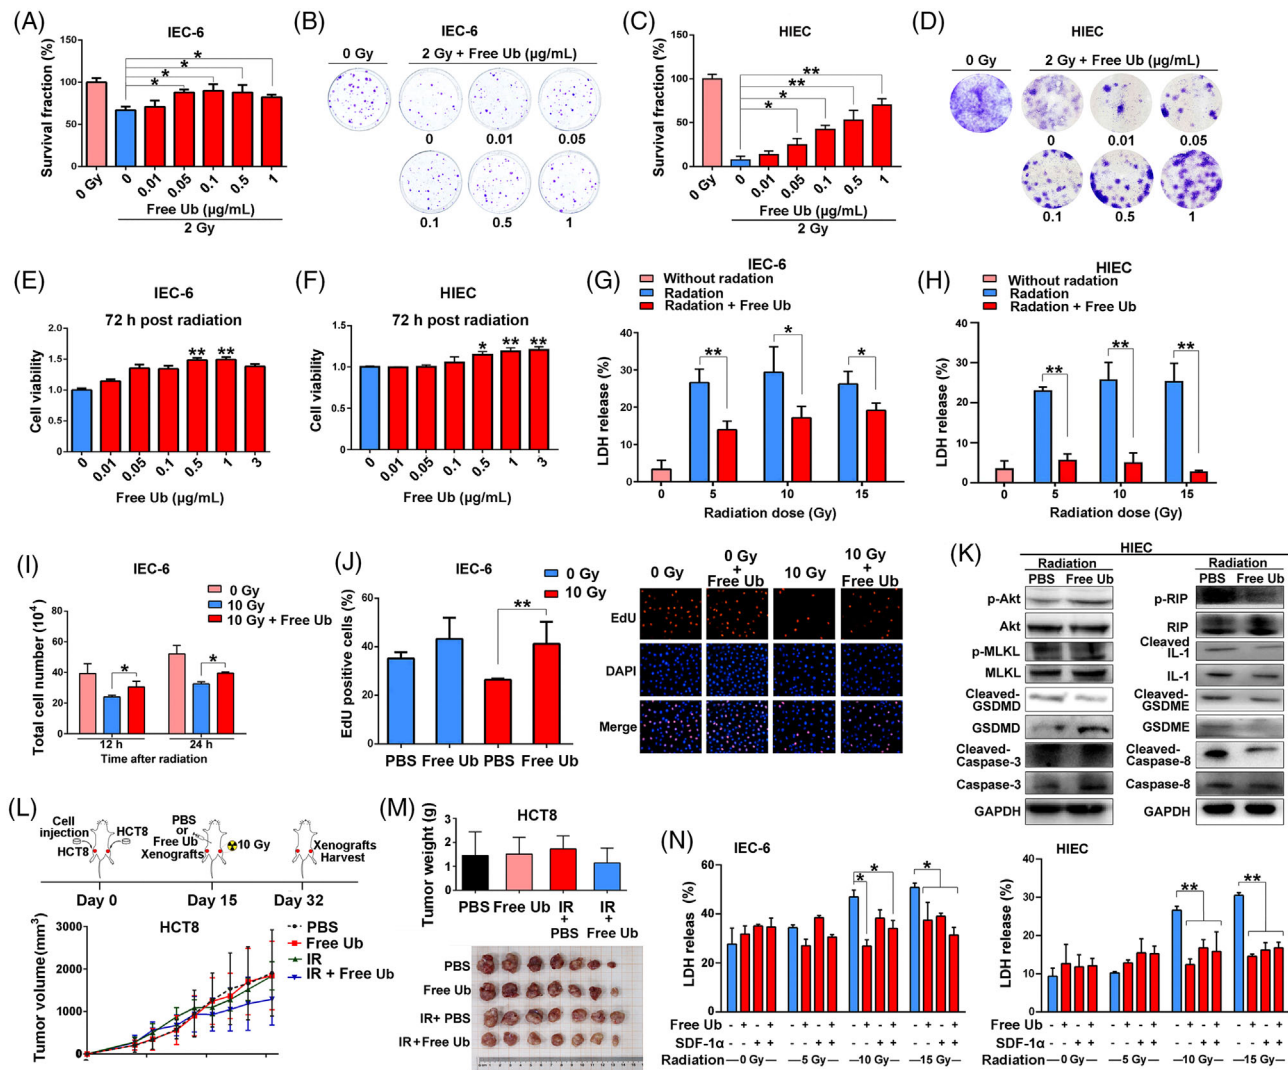 (A)
IEC-6
Survival fraction (%)
150
100
50
0
*
*
*
*
0 Gy
0
0.01
0.05
0.1
0.5
1
Free Ub (µg/mL)
2 Gy
(B)
IEC-6
0 Gy
2 Gy + Free Ub (µg/mL)
0
0.01
0.05
0.1
0.5
1
(C)
HIEC
Survival fraction (%)
150
100
50
0
**
**
*
*
0 Gy
0
0.01
0.05
0.1
0.5
1
Free Ub (µg/mL)
2 Gy
(D)
HIEC
0 Gy
2 Gy + Free Ub (µg/mL)
0
0.01
0.05
0.1
0.5
1
(E)
IEC-6
72 h post radiation
Cell viability
2.0
1.5
1.0
0.5
0.0
**
**
0
0.01
0.05
0.1
0.5
1
3
Free Ub (µg/mL)
(F)
HIEC
72 h post radiation
Cell viability
1.5
1.0
0.5
0.0
*
**
**
0
0.01
0.05
0.1
0.5
1
3
Free Ub (µg/mL)
(G)
IEC-6
Without radation
Radation
Radation + Free Ub
LDH release (%)
40
30
20
10
0
**
*
*
0
5
10
15
Radiation dose (Gy)
(H)
HIEC
Without radation
Radation
Radation + Free Ub
LDH release (%)
40
30
20
10
0
**
**
**
0
5
10
15
Radiation dose (Gy)
(I)
IEC-6
0 Gy
10 Gy
10 Gy + Free Ub
Total cell number (10⁴)
80
60
40
20
0
*
*
12 h
24 h
Time after radiation
(J)
IEC-6
0 Gy
10 Gy
EdU positive cells (%)
60
40
20
0
**
PBS
Free Ub
PBS
Free Ub
0 Gy
0 Gy
+
Free Ub
10 Gy
10 Gy
+
Free Ub
EdU
DAPI
Merge
(K)
HIEC
Radiation
PBS Free Ub
p-Akt
Akt
p-MLKL
MLKL
Cleaved-
GSDMD
GSDMD
Cleaved-
Caspase-3
Caspase-3
GAPDH
Radiation
PBS Free Ub
p-RIP
RIP
Cleaved
IL-1
IL-1
Cleaved-
GSDME
GSDME
Cleaved-
Caspase-8
Caspase-8
GAPDH
(L)
Cell
injection
HCT8
HCT8
PBS
or
Free Ub
Xenografts
10 Gy
Xenografts
Harvest
Day 0
Day 15
Day 32
HCT8
Tumor volume(mm³)
3000
2000
1000
0
PBS
Free Ub
IR
IR + Free Ub
(M)
HCT8
Tumor weight (g)
3
2
1
0
PBS
Free Ub
IR
+
PBS
IR
+
Free Ub
PBS
Free Ub
IR+ PBS
IR+Free Ub
(N)
IEC-6
LDH releas (%)
60
40
20
0
*
*
*
Free Ub - + - + - + - + - + - + - + - +
SDF-1α - - + + - - + + - - + + - - + +
Radiation —0 Gy— —5 Gy— —10 Gy— —15 Gy—
HIEC
LDH release (%)
40
30
20
10
0
**
**
Free Ub - + - + - + - + - + - + - + - +
SDF-1α - - + + - - + + - - + + - - + +
Radiation —0 Gy— —5 Gy— —10 Gy— —15 Gy—